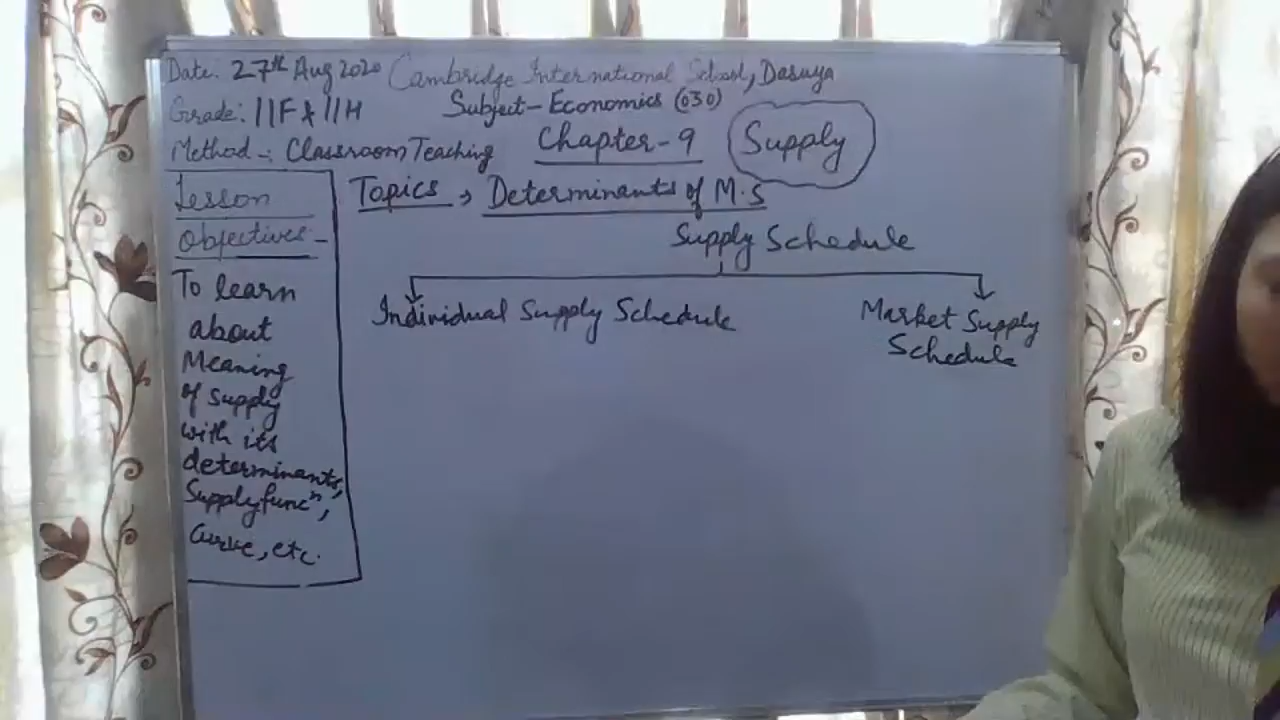 Date: 27th Aug 2020 Cambridge International School, Dasuya
Grade: 11F & 11H Subject - Economics (030)
Method -: Classroom Teaching Chapter - 9 Supply
Lesson
Objectives -
To learn
about
Meaning
of supply
with its
determinants,
Supply funcⁿ,
curve, etc.
Topics → Determinants of M.S
Supply Schedule
Individual Supply Schedule
Market Supply
Schedule